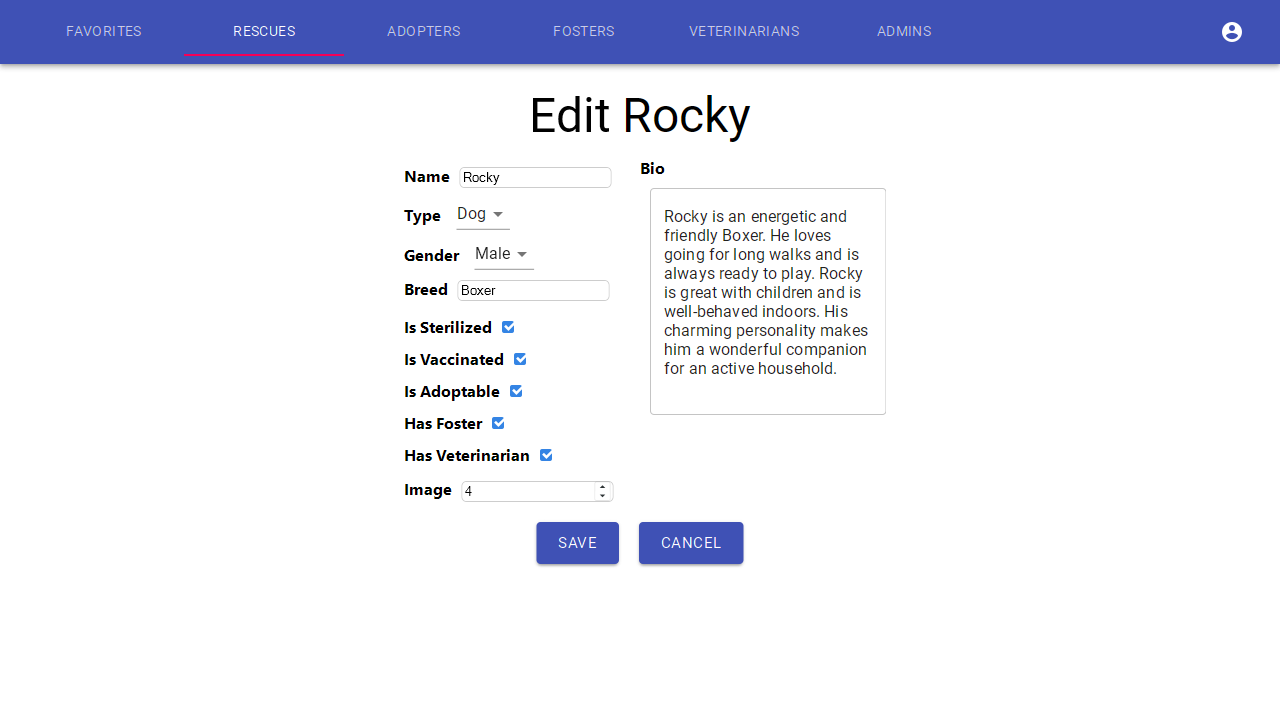 FAVORITES RESCUES ADOPTERS FOSTERS VETERINARIANS ADMINS
Edit Rocky
Name Rocky
Type Dog
Gender Male
Breed Boxer
Is Sterilized
Is Vaccinated
Is Adoptable
Has Foster
Has Veterinarian
Image 4
Bio
Rocky is an energetic and
friendly Boxer. He loves
going for long walks and is
always ready to play. Rocky
is great with children and is
well-behaved indoors. His
charming personality makes
him a wonderful companion
for an active household.
SAVE CANCEL